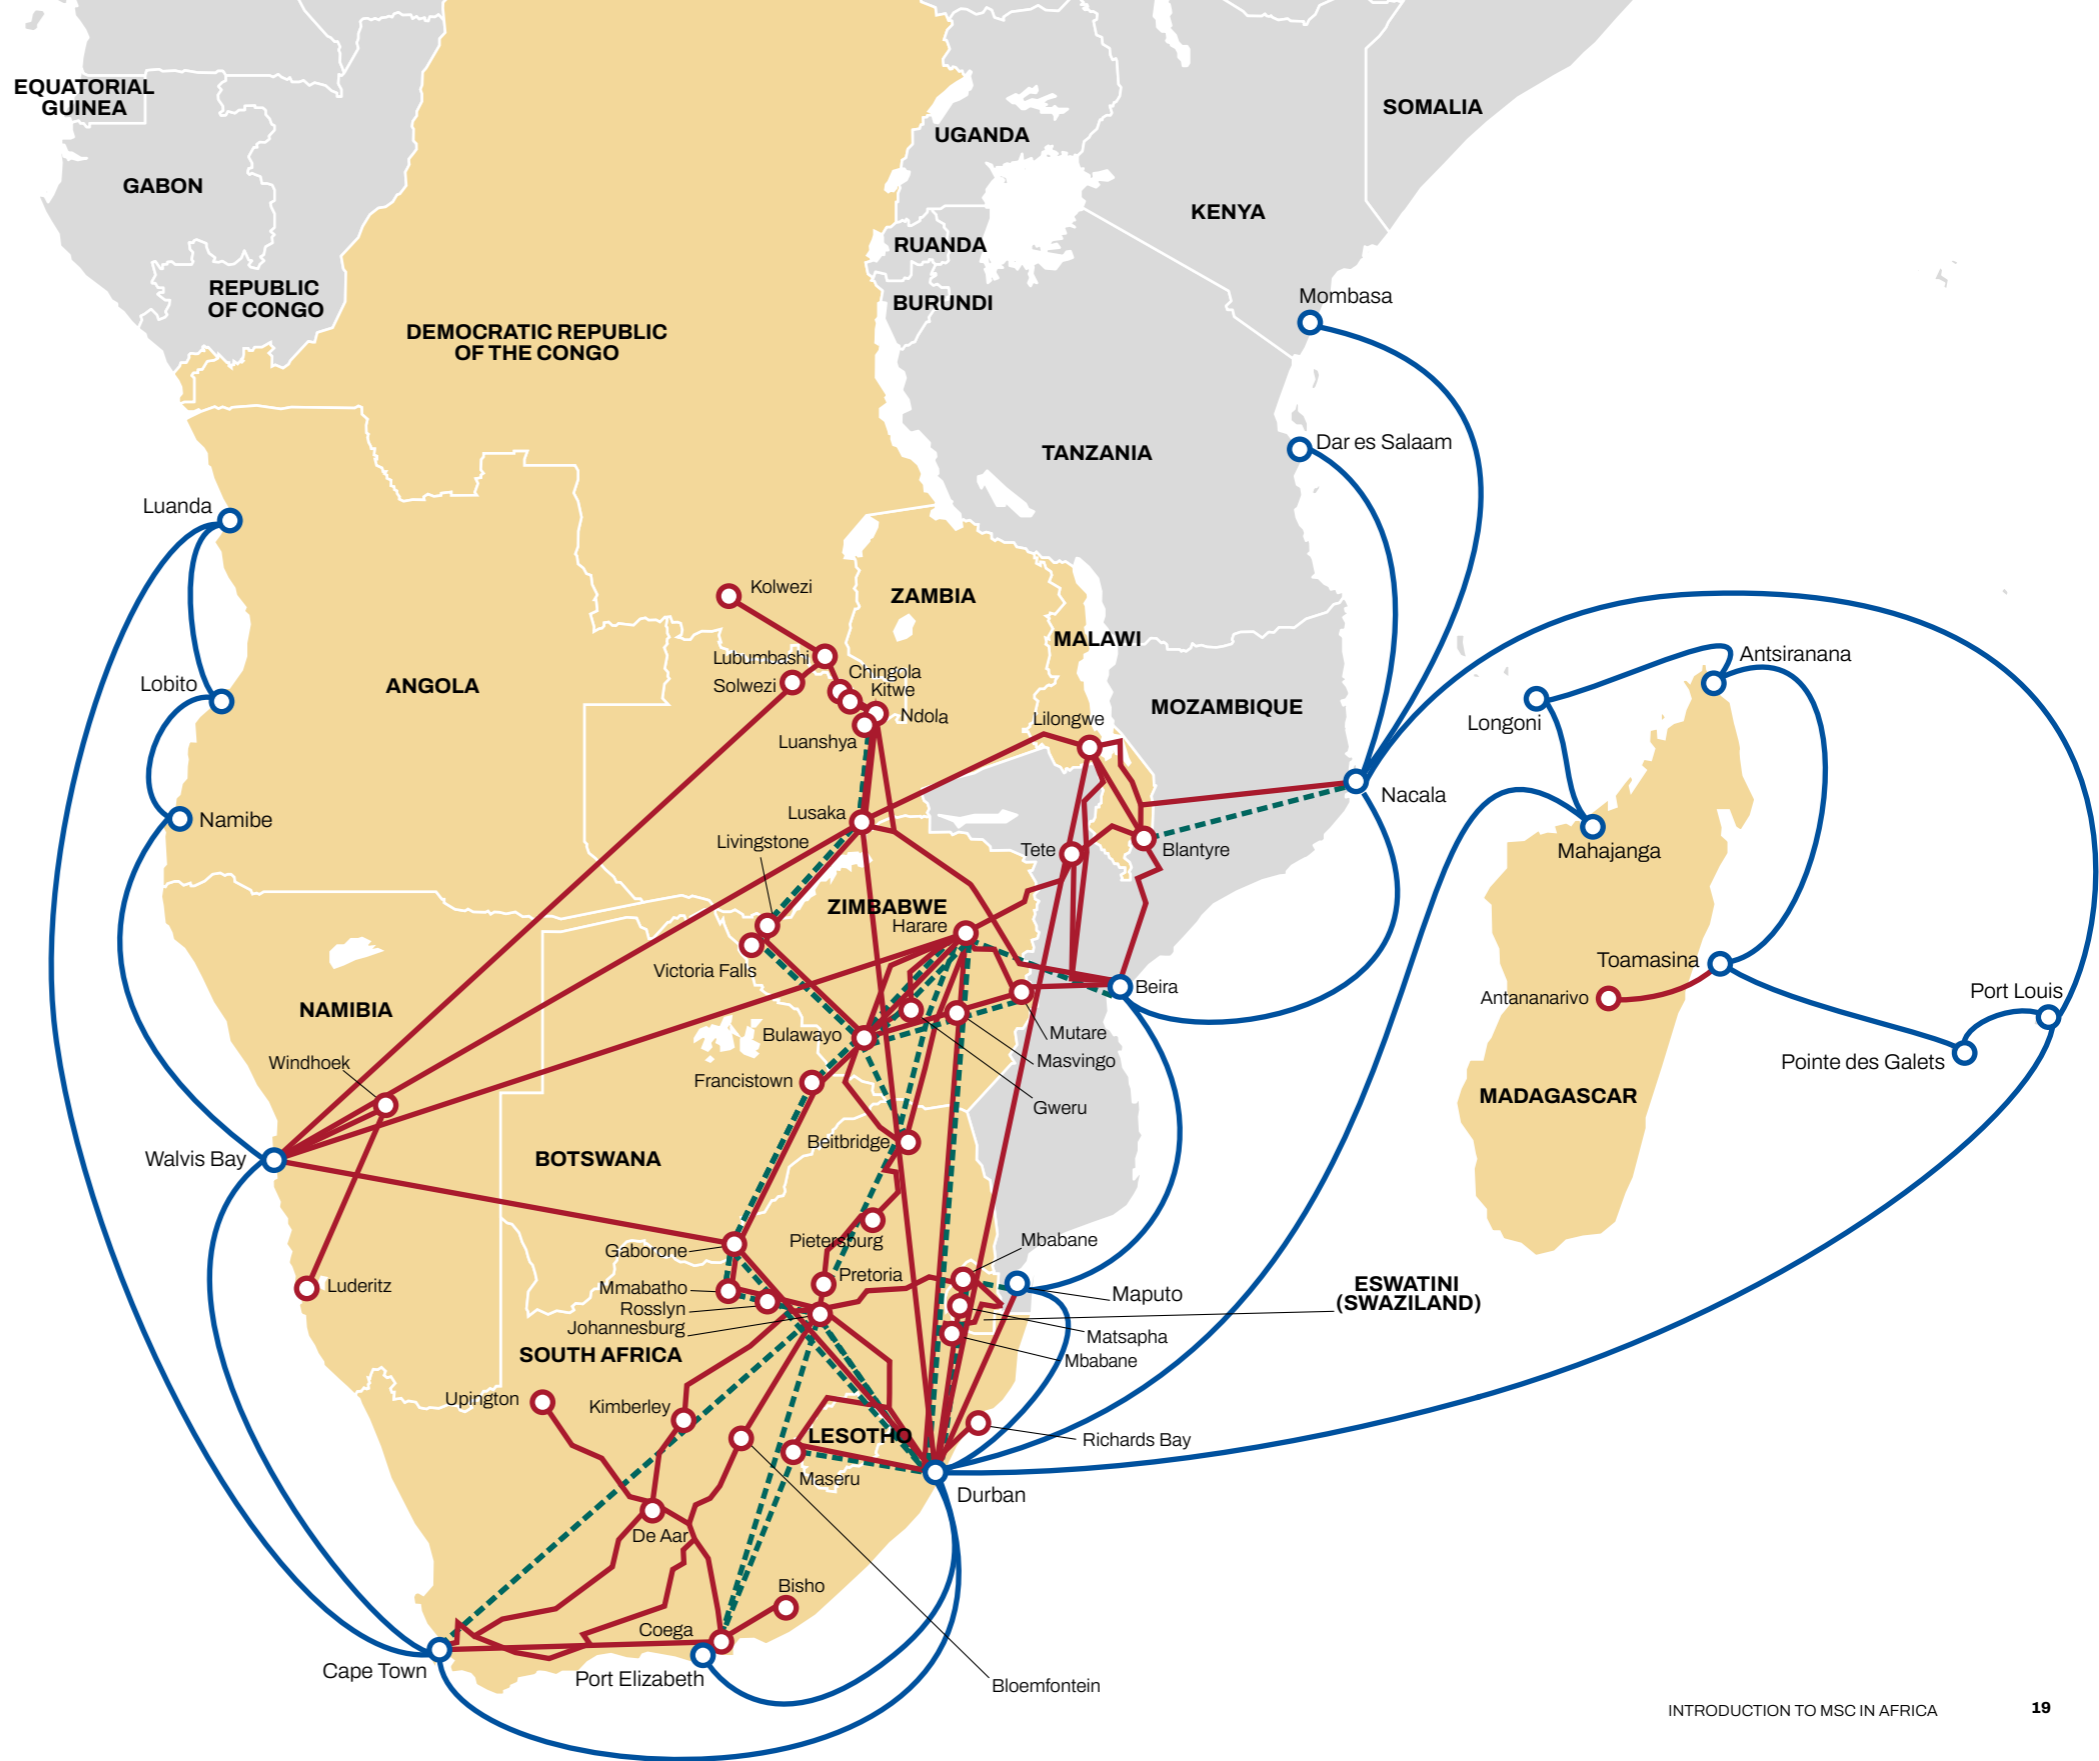 EQUATORIAL
GUINEA
SOMALIA
UGANDA
GABON
KENYA
RUANDA
REPUBLIC
OF CONGO
BURUNDI
Mombasa
DEMOCRATIC REPUBLIC
OF THE CONGO
Dar es Salaam
TANZANIA
Luanda
Kolwezi
ZAMBIA
MALAWI
Lubumbashi
Antsiranana
Chingola
Lobito
ANGOLA
Solwezi
Kitwe
MOZAMBIQUE
Ndola
Lilongwe
Longoni
Luanshya
Nacala
Lusaka
Namibe
Livingstone
Tete
Blantyre
Mahajanga
ZIMBABWE
Harare
Victoria Falls
Toamasina
Beira
Port Louis
Antananarivo
NAMIBIA
Bulawayo
Mutare
Windhoek
Masvingo
Pointe des Galets
Francistown
MADAGASCAR
Gweru
Beitbridge
Walvis Bay
BOTSWANA
Pietersburg
Mbabane
Gaborone
Luderitz
Mmabatho
Pretoria
ESWATINI
(SWAZILAND)
Maputo
Rosslyn
Johannesburg
Matsapha
SOUTH AFRICA
Mbabane
Upington
Kimberley
LESOTHO
Richards Bay
Maseru
Durban
De Aar
Bisho
Coega
Cape Town
Port Elizabeth
Bloemfontein
INTRODUCTION TO MSC IN AFRICA 19